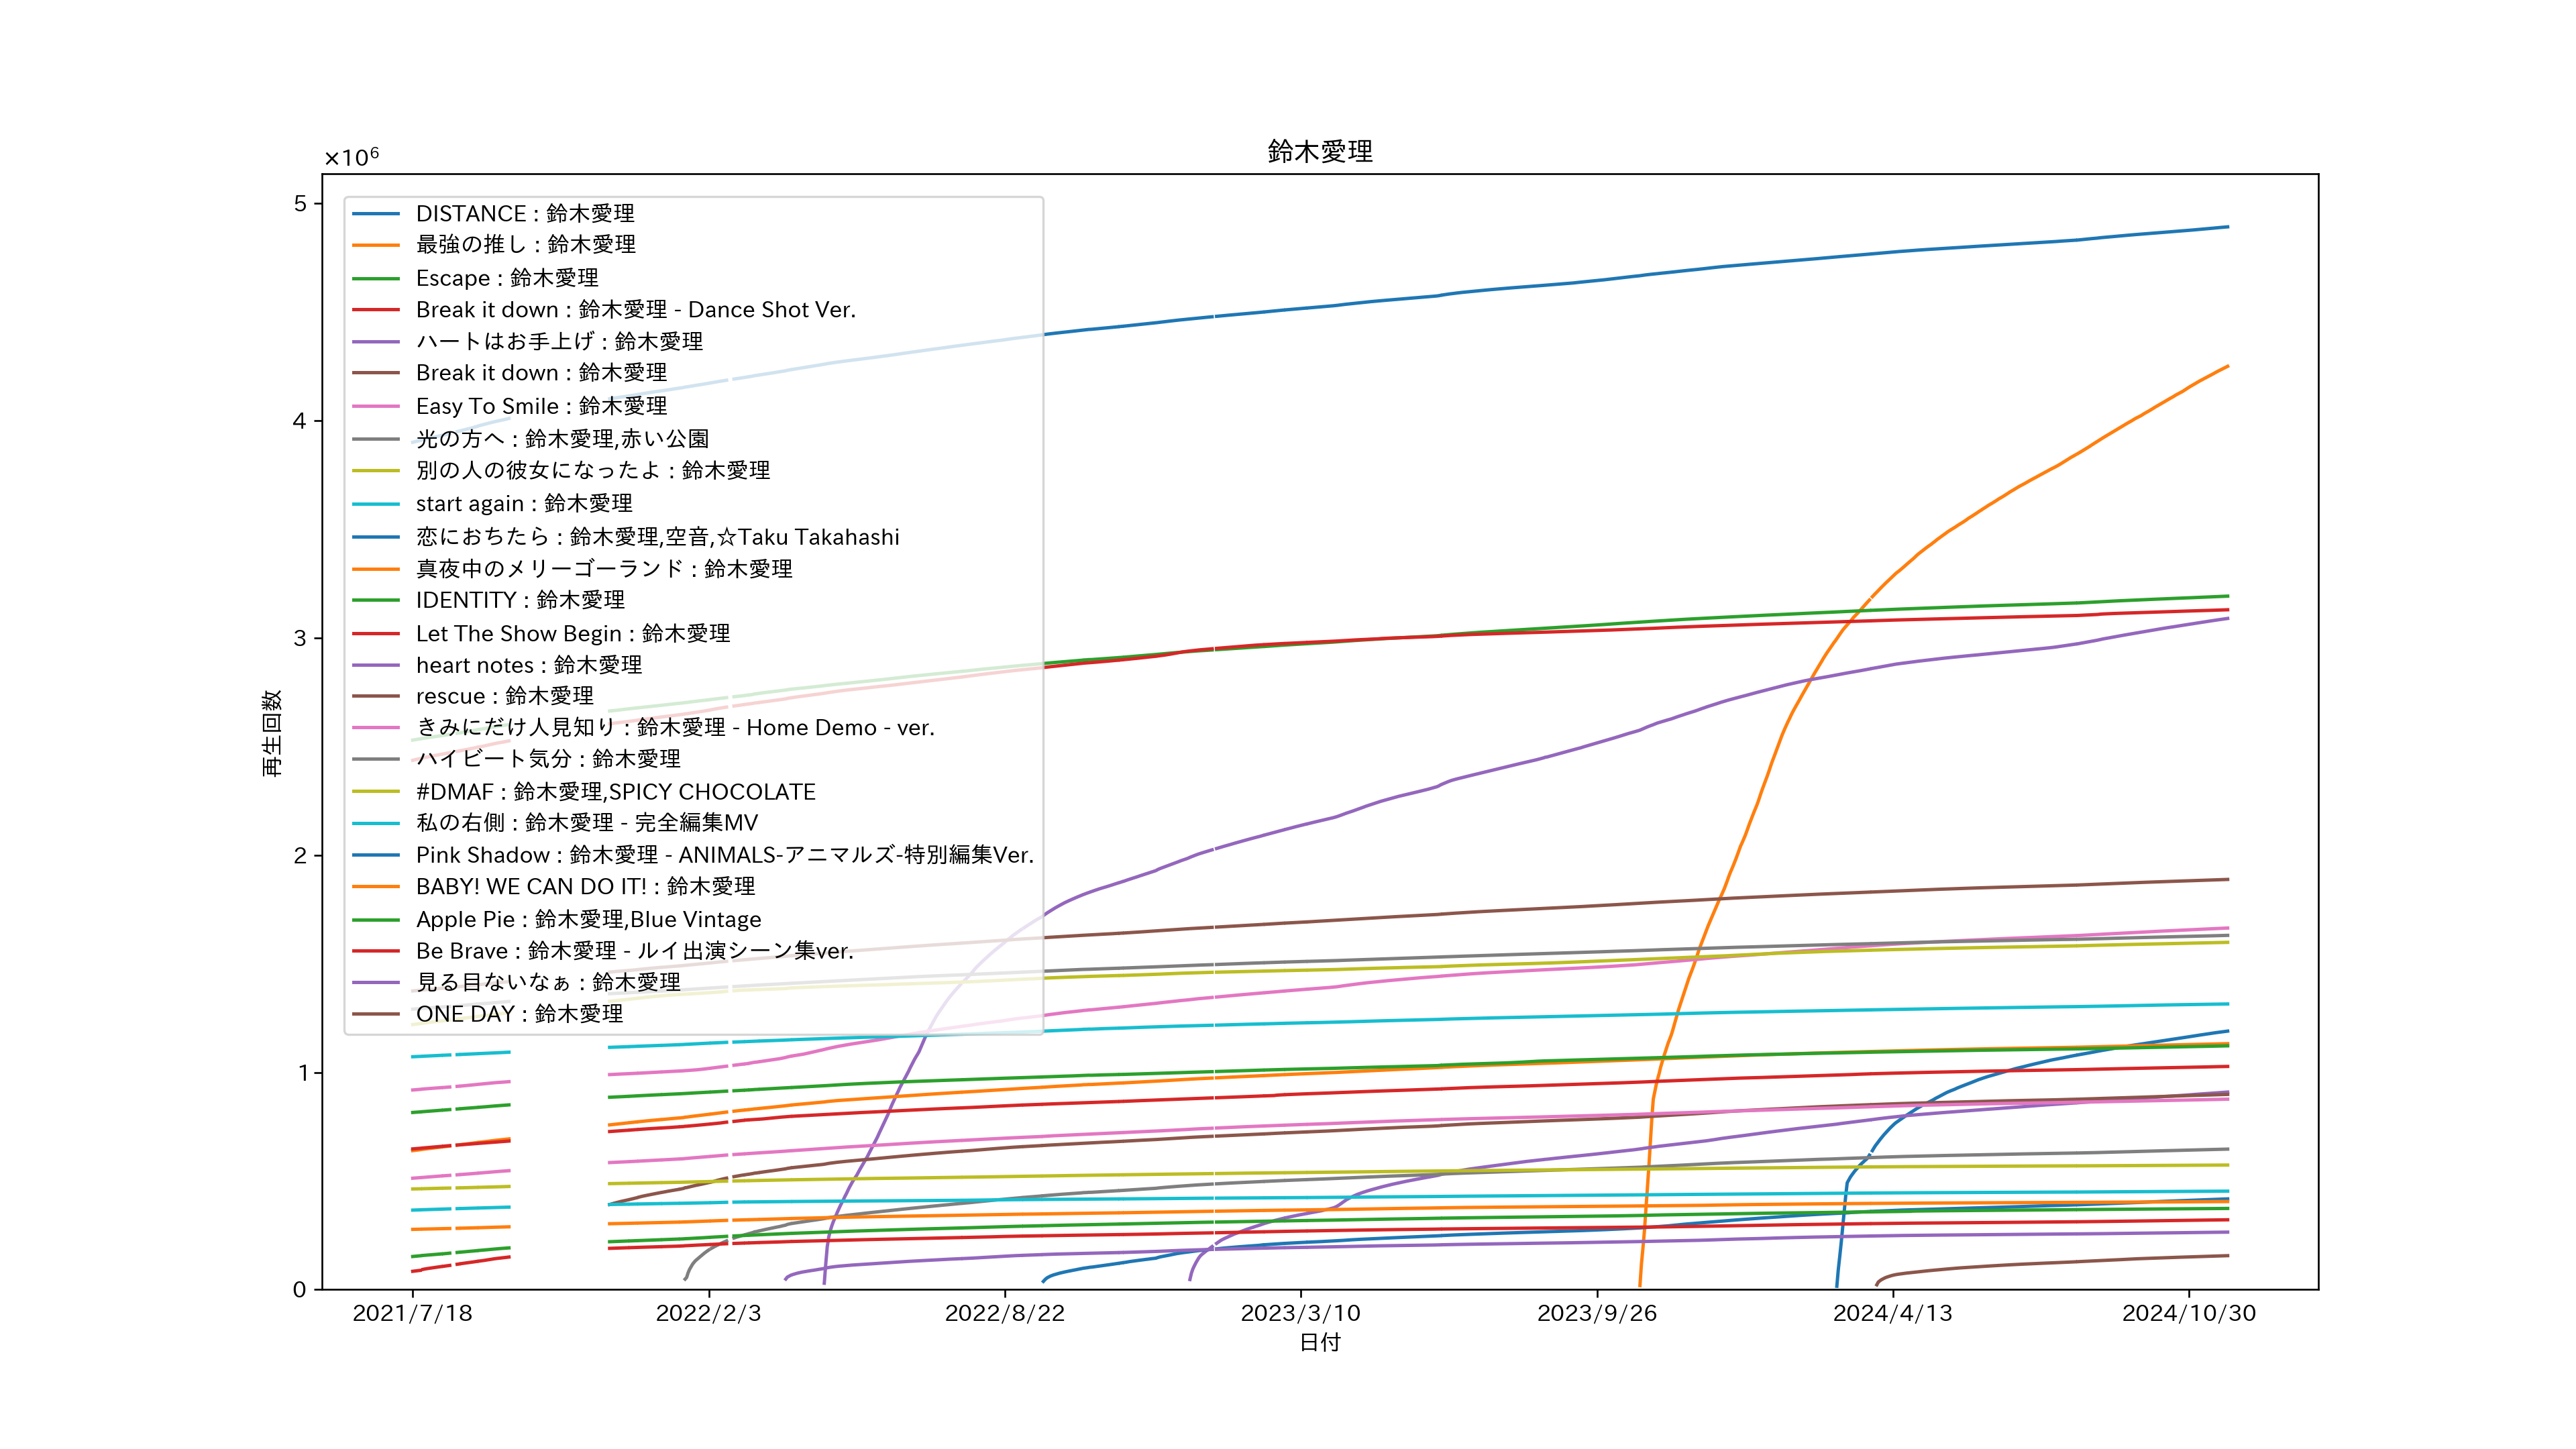 鈴木愛理
×10⁶
5
4
3
2
1
0
再生回数
DISTANCE : 鈴木愛理
最強の推し : 鈴木愛理
Escape : 鈴木愛理
Break it down : 鈴木愛理 - Dance Shot Ver.
ハートはお手上げ : 鈴木愛理
Break it down : 鈴木愛理
Easy To Smile : 鈴木愛理
光の方へ : 鈴木愛理,赤い公園
別の人の彼女になったよ : 鈴木愛理
start again : 鈴木愛理
恋におちたら : 鈴木愛理,空音,☆Taku Takahashi
真夜中のメリーゴーランド : 鈴木愛理
IDENTITY : 鈴木愛理
Let The Show Begin : 鈴木愛理
heart notes : 鈴木愛理
rescue : 鈴木愛理
きみにだけ人見知り : 鈴木愛理 - Home Demo - ver.
ハイビート気分 : 鈴木愛理
#DMAF : 鈴木愛理,SPICY CHOCOLATE
私の右側 : 鈴木愛理 - 完全編集MV
Pink Shadow : 鈴木愛理 - ANIMALS-アニマルズ-特別編集Ver.
BABY! WE CAN DO IT! : 鈴木愛理
Apple Pie : 鈴木愛理,Blue Vintage
Be Brave : 鈴木愛理 - ルイ出演シーン集ver.
見る目ないなぁ : 鈴木愛理
ONE DAY : 鈴木愛理
2021/7/18 2022/2/3 2022/8/22 2023/3/10 2023/9/26 2024/4/13 2024/10/30
日付